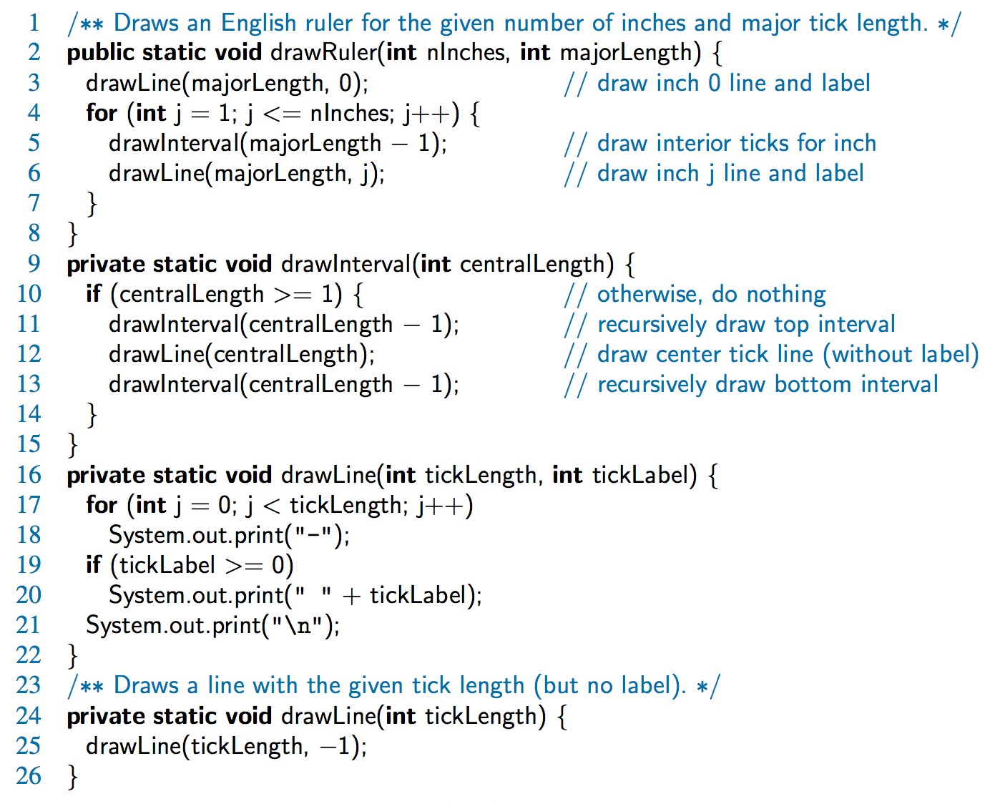 1 /** Draws an English ruler for the given number of inches and major tick length. */
2 public static void drawRuler(int nInches, int majorLength) {
3 drawLine(majorLength, 0); // draw inch 0 line and label
4 for (int j = 1; j <= nInches; j++) {
5 drawInterval(majorLength − 1); // draw interior ticks for inch
6 drawLine(majorLength, j); // draw inch j line and label
7 }
8 }
9 private static void drawInterval(int centralLength) {
10 if (centralLength >= 1) { // otherwise, do nothing
11 drawInterval(centralLength − 1); // recursively draw top interval
12 drawLine(centralLength); // draw center tick line (without label)
13 drawInterval(centralLength − 1); // recursively draw bottom interval
14 }
15 }
16 private static void drawLine(int tickLength, int tickLabel) {
17 for (int j = 0; j < tickLength; j++)
18 System.out.print("-");
19 if (tickLabel >= 0)
20 System.out.print(" " + tickLabel);
21 System.out.print("\n");
22 }
23 /** Draws a line with the given tick length (but no label). */
24 private static void drawLine(int tickLength) {
25 drawLine(tickLength, −1);
26 }